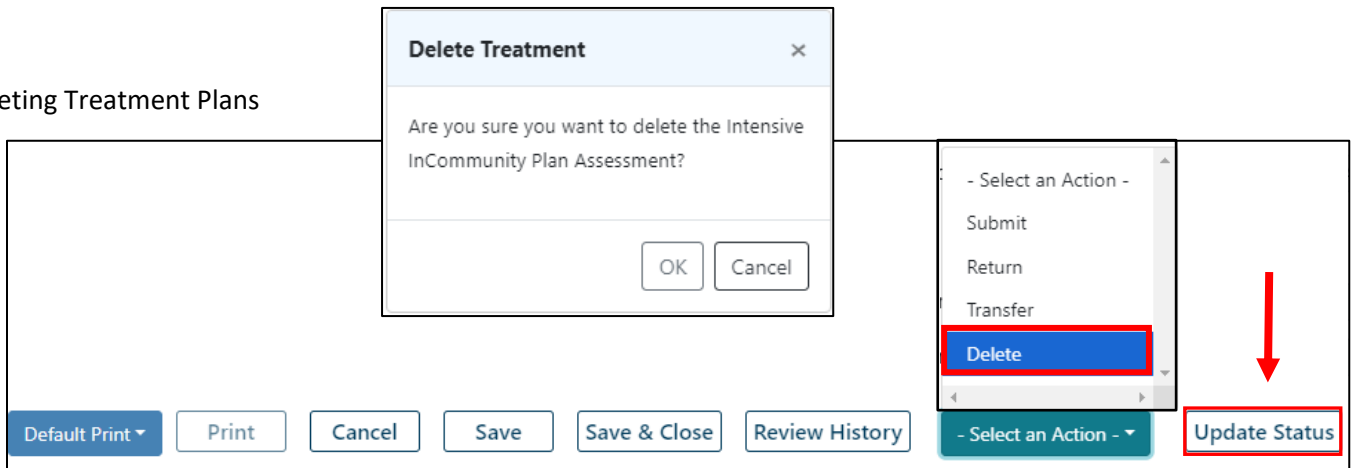 Delete Treatment ×
eting Treatment Plans
Are you sure you want to delete the Intensive
InCommunity Plan Assessment?
OK Cancel
- Select an Action -
Submit
Return
Transfer
Delete
Default Print Print Cancel Save Save & Close Review History - Select an Action - Update Status